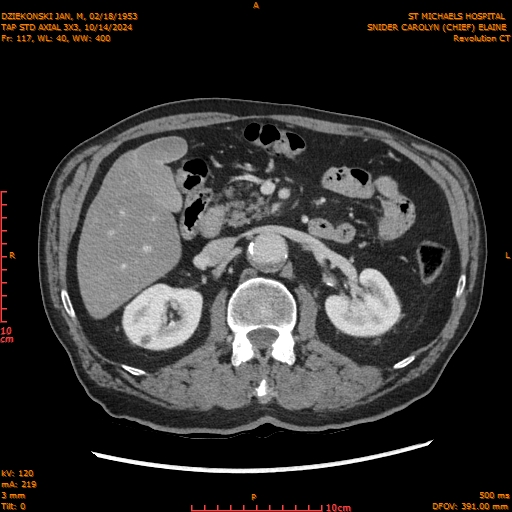 A
DZIEKONSKI JAN, M, 02/18/1953
TAP STD AXIAL 3X3, 10/14/2024
Fr: 117, WL: 40, WW: 400
ST MICHAELS HOSPITAL
SNIDER CAROLYN (CHIEF) ELAINE
Revolution CT
R
L
10
cm
kV: 120
mA: 219
3 mm
Tilt: 0
P
10cm
500 ms
DFOV: 391.00 mm